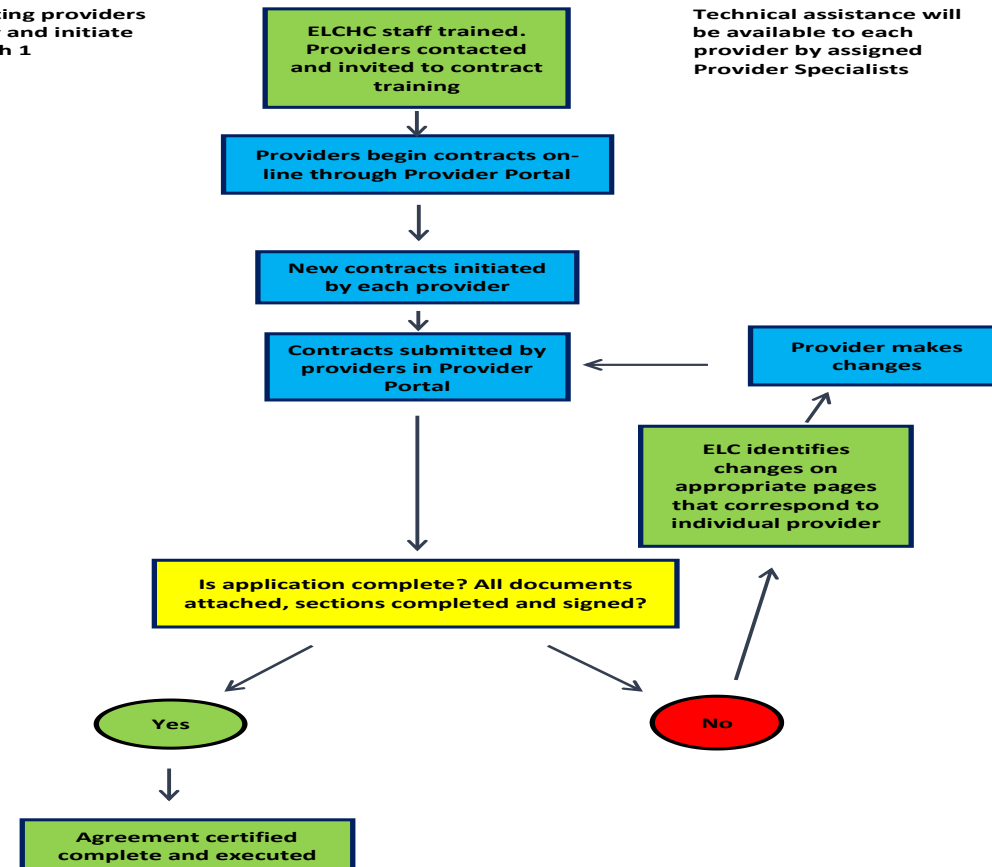 providers
and initiate
1
ELCHC staff trained.
Providers contacted
and invited to contract
training
Technical assistance will
be available to each
provider by assigned
Provider Specialists
Providers begin contracts on-
line through Provider Portal
New contracts initiated
by each provider
Contracts submitted by
providers in Provider
Portal
Provider makes
changes
ELC identifies
changes on
appropriate pages
that correspond to
individual provider
Is application complete? All documents
attached, sections completed and signed?
Yes
No
Agreement certified
complete and executed